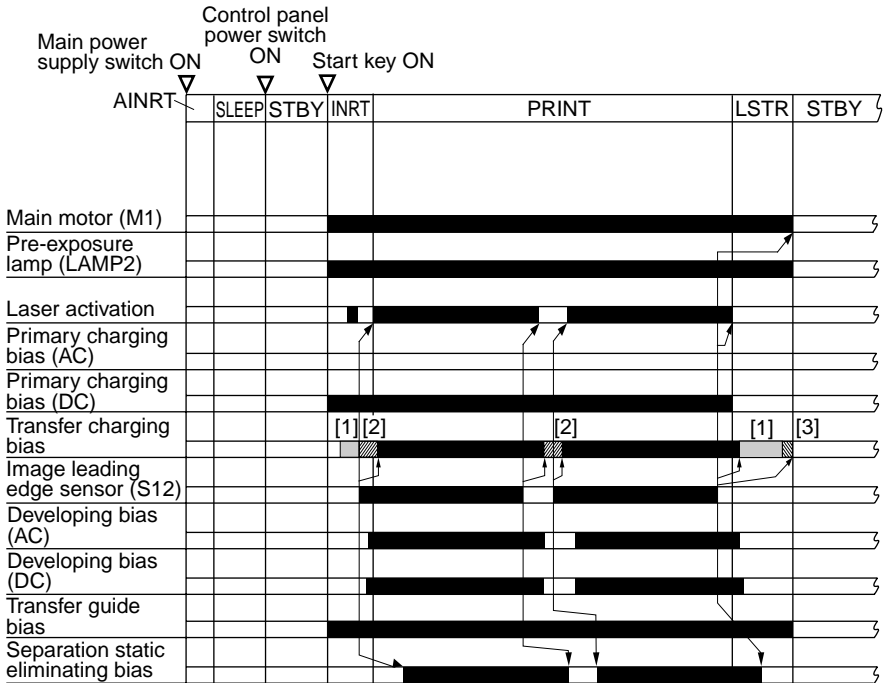 Control panel
power switch
ON
Main power
supply switch ON
Start key ON
AINRT
SLEEP STBY INRT PRINT LSTR STBY
Main motor (M1)
Pre-exposure
lamp (LAMP2)
Laser activation
Primary charging
bias (AC)
Primary charging
bias (DC)
Transfer charging
bias
[1] [2] [2] [1] [3]
Image leading
edge sensor (S12)
Developing bias
(AC)
Developing bias
(DC)
Transfer guide
bias
Separation static
eliminating bias